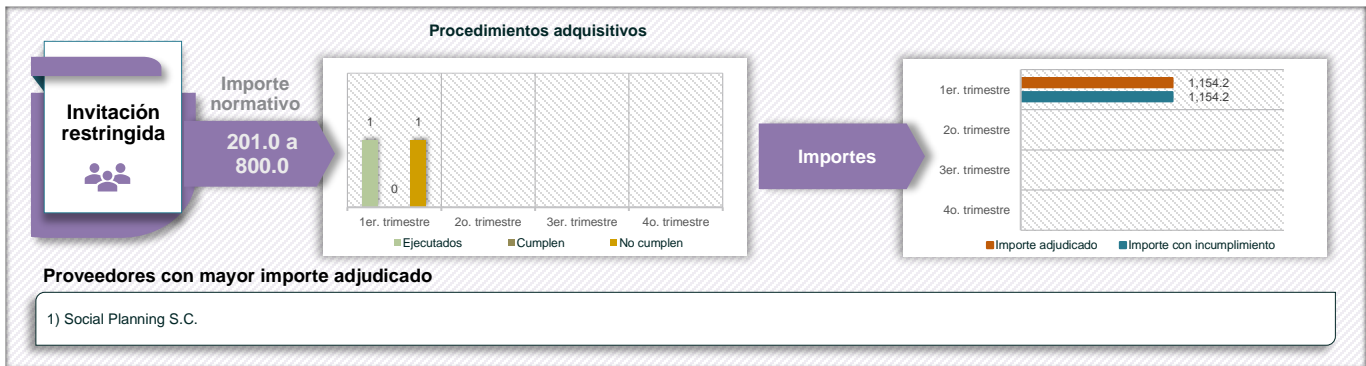 Procedimientos adquisitivos
Invitación
restringida
Importe
normativo
201.0 a
800.0
1
0
1
1er. trimestre
2o. trimestre
3er. trimestre
4o. trimestre
Ejecutados
Cumplen
No cumplen
Importes
1er. trimestre
1,154.2
1,154.2
2o. trimestre
3er. trimestre
4o. trimestre
Importe adjudicado
Importe con incumplimiento
Proveedores con mayor importe adjudicado
1) Social Planning S.C.